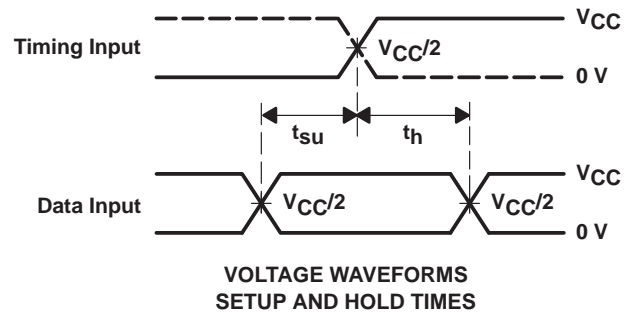 VCC
Timing Input
VCC/2
0 V
tsu
th
VCC
Data Input
VCC/2
VCC/2
0 V
VOLTAGE WAVEFORMS
SETUP AND HOLD TIMES